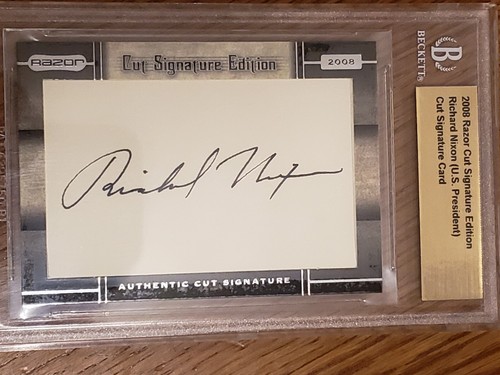 Razor
Cut Signature Edition
2008
Richard Nixon
AUTHENTIC CUT SIGNATURE
B
BECKETT®
2008 Razor Cut Signature Edition
Richard Nixon (U.S. President)
Cut Signature Card